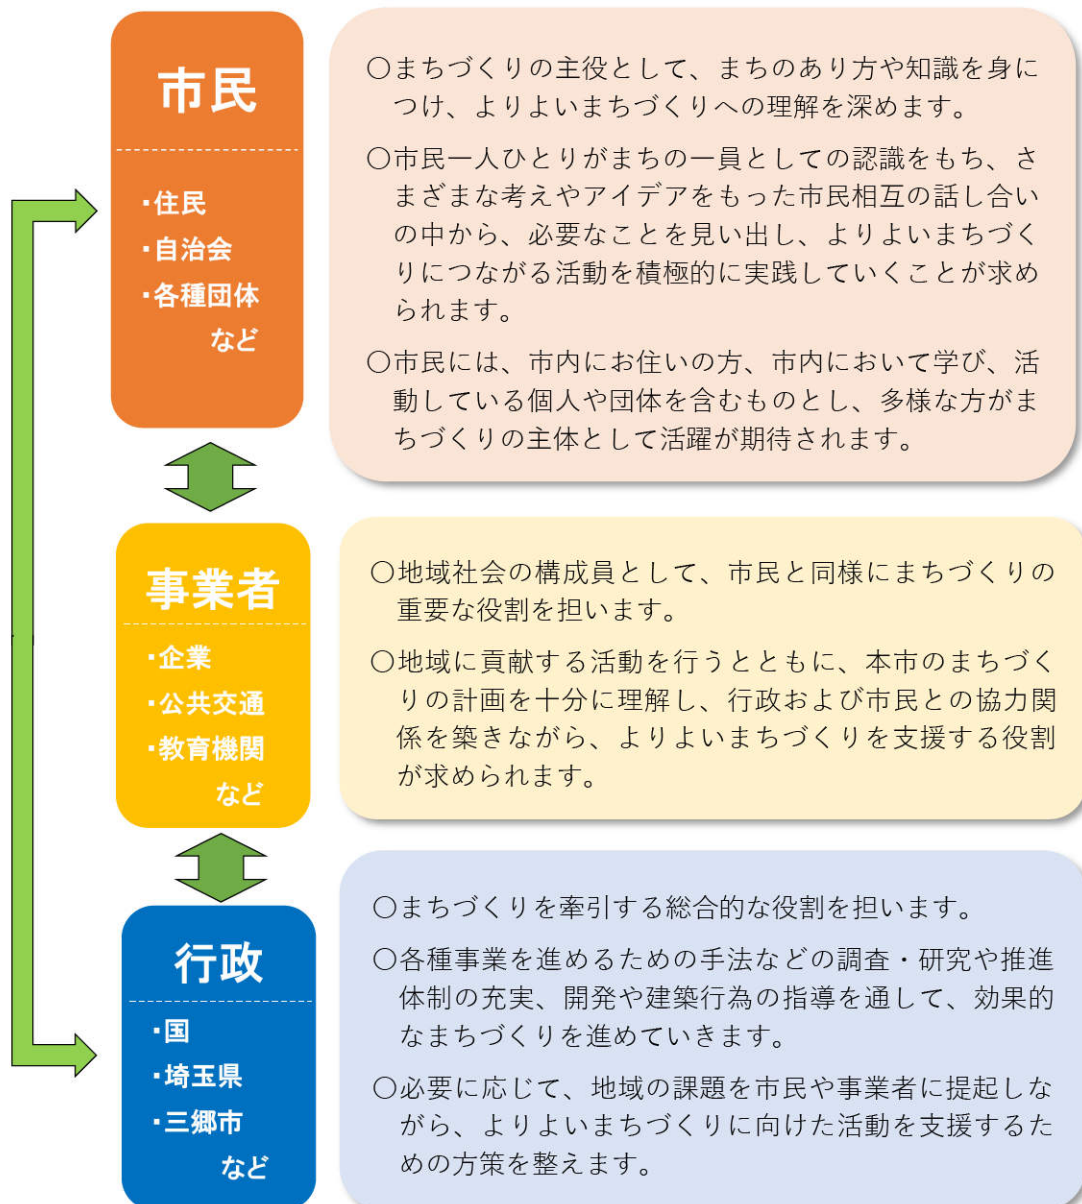 市民
・住民
・自治会
・各種団体
など
〇まちづくりの主役として、まちのあり方や知識を身に
つけ、よりよいまちづくりへの理解を深めます。
〇市民一人ひとりがまちの一員としての認識をもち、さ
まざまな考えやアイデアをもった市民相互の話し合い
の中から、必要なことを見い出し、よりよいまちづく
りにつながる活動を積極的に実践していくことが求め
られます。
〇市民には、市内にお住いの方、市内において学び、活
動している個人や団体を含むものとし、多様な方がま
ちづくりの主体として活躍が期待されます。
事業者
・企業
・公共交通
・教育機関
など
〇地域社会の構成員として、市民と同様にまちづくりの
重要な役割を担います。
〇地域に貢献する活動を行うとともに、本市のまちづく
りの計画を十分に理解し、行政および市民との協力関
係を築きながら、よりよいまちづくりを支援する役割
が求められます。
行政
・国
・埼玉県
・三郷市
など
〇まちづくりを牽引する総合的な役割を担います。
〇各種事業を進めるための手法などの調査・研究や推進
体制の充実、開発や建築行為の指導を通して、効果的
なまちづくりを進めていきます。
〇必要に応じて、地域の課題を市民や事業者に提起しな
がら、よりよいまちづくりに向けた活動を支援するた
めの方策を整えます。